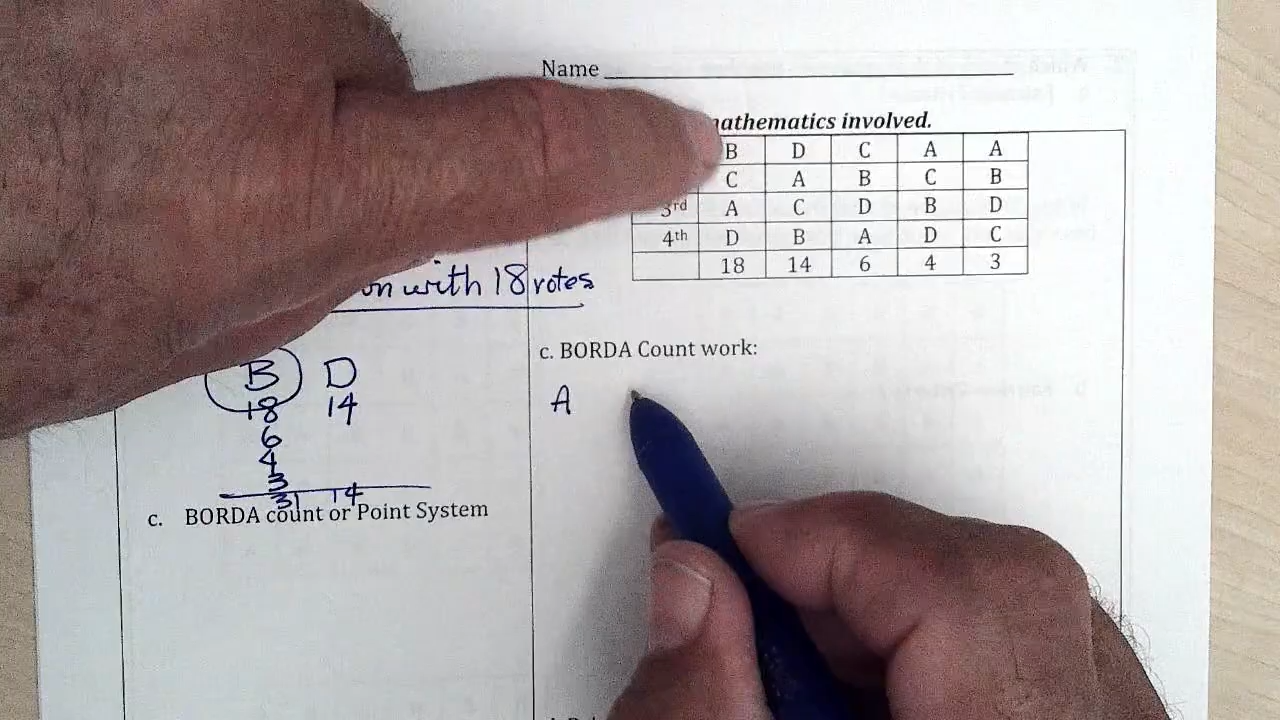 Name
mathematics involved.
B D C A A
C A B C B
3rd A C D B D
4th D B A D C
18 14 6 4 3
on with 18 votes
c. BORDA Count work:
A
B D
18 14
6
4
3
31 14
c. BORDA count or Point System